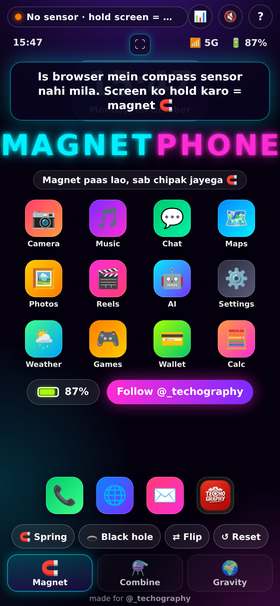 No sensor · hold screen = ...
?
15:47
5G
87%
Is browser mein compass sensor
nahi mila. Screen ko hold karo =
magnet
MAGNETPHONE
Magnet paas lao, sab chipak jayega
Camera
Music
Chat
Maps
Photos
Reels
AI
Settings
Weather
Games
Wallet
Calc
87%
Follow @_techography
TECHO
GRAPHY
Spring
Black hole
⇄ Flip
↺ Reset
Magnet
Combine
Gravity
made for @_techography